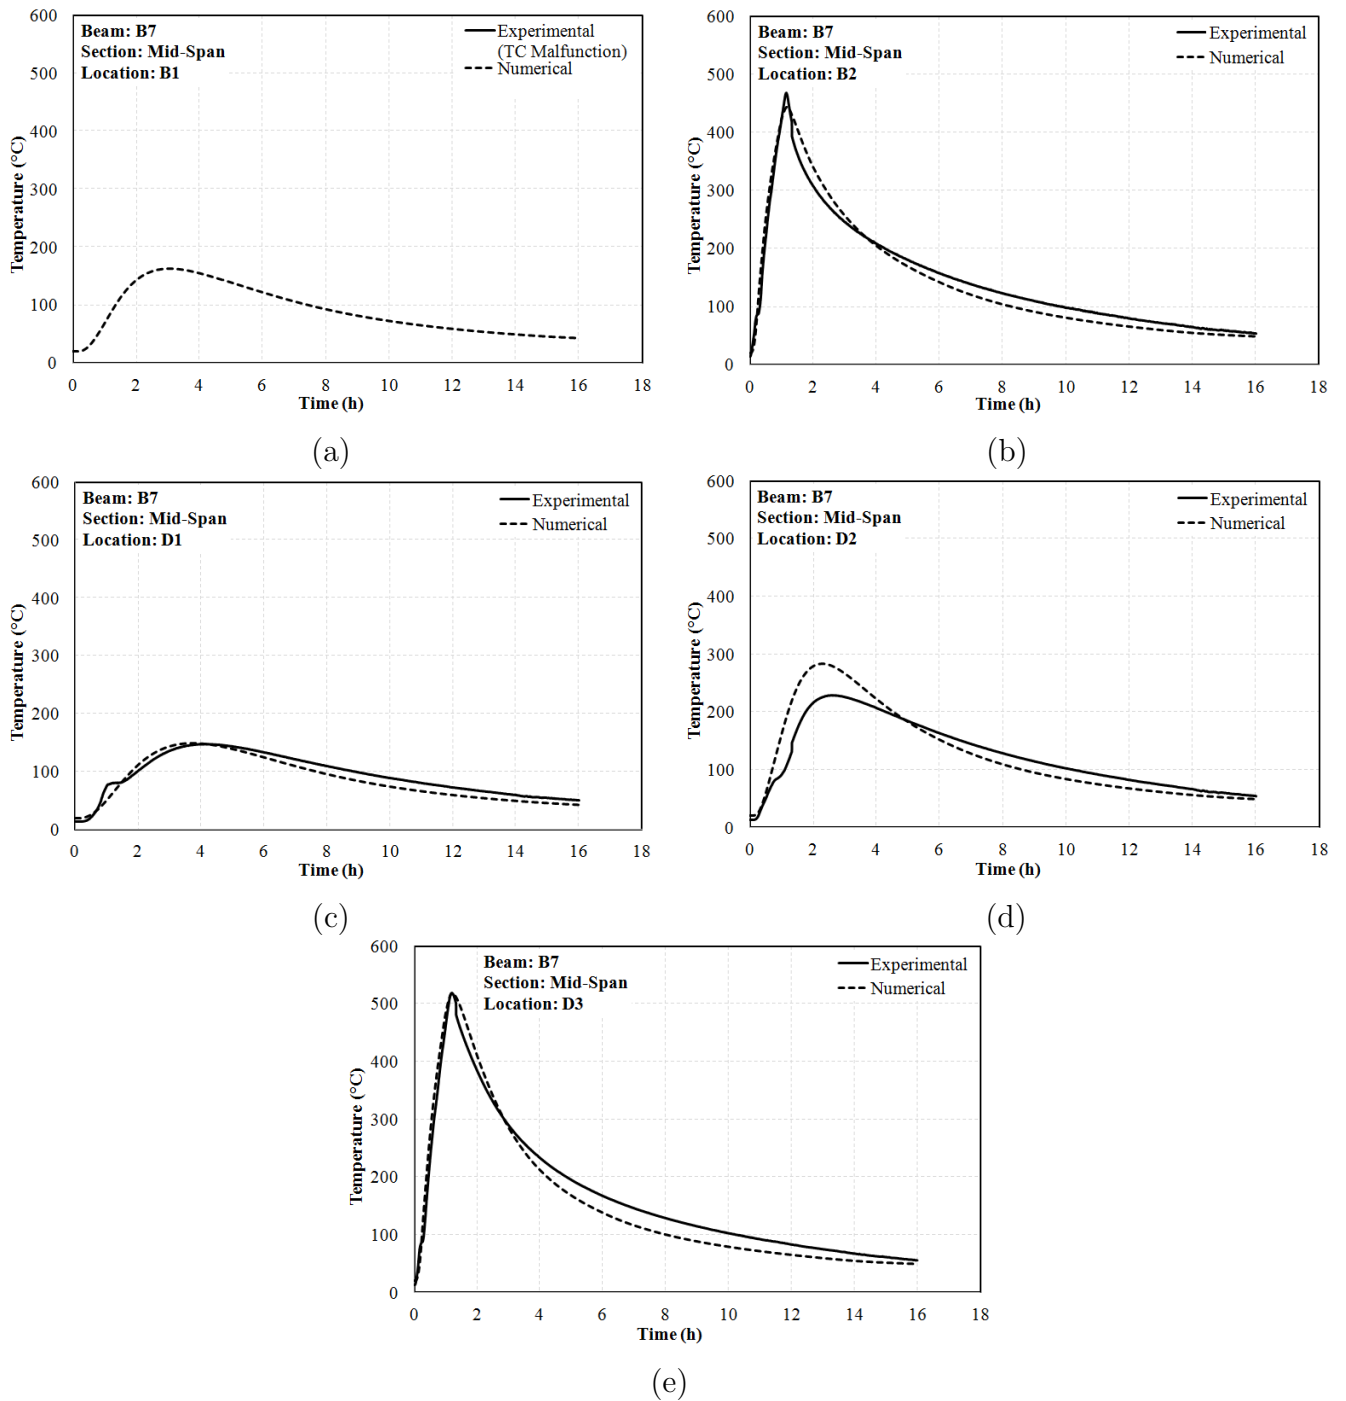 600
500
400
300
200
100
0
Temperature (°C)
Beam: B7
Section: Mid-Span
Location: B1
Experimental
(TC Malfunction)
Numerical
0 2 4 6 8 10 12 14 16 18
Time (h)
(a)
600
500
400
300
200
100
0
Temperature (°C)
Beam: B7
Section: Mid-Span
Location: B2
Experimental
Numerical
0 2 4 6 8 10 12 14 16 18
Time (h)
(b)
600
500
400
300
200
100
0
Temperature (°C)
Beam: B7
Section: Mid-Span
Location: D1
Experimental
Numerical
0 2 4 6 8 10 12 14 16 18
Time (h)
(c)
600
500
400
300
200
100
0
Temperature (°C)
Beam: B7
Section: Mid-Span
Location: D2
Experimental
Numerical
0 2 4 6 8 10 12 14 16 18
Time (h)
(d)
600
500
400
300
200
100
0
Temperature (°C)
Beam: B7
Section: Mid-Span
Location: D3
Experimental
Numerical
0 2 4 6 8 10 12 14 16 18
Time (h)
(e)